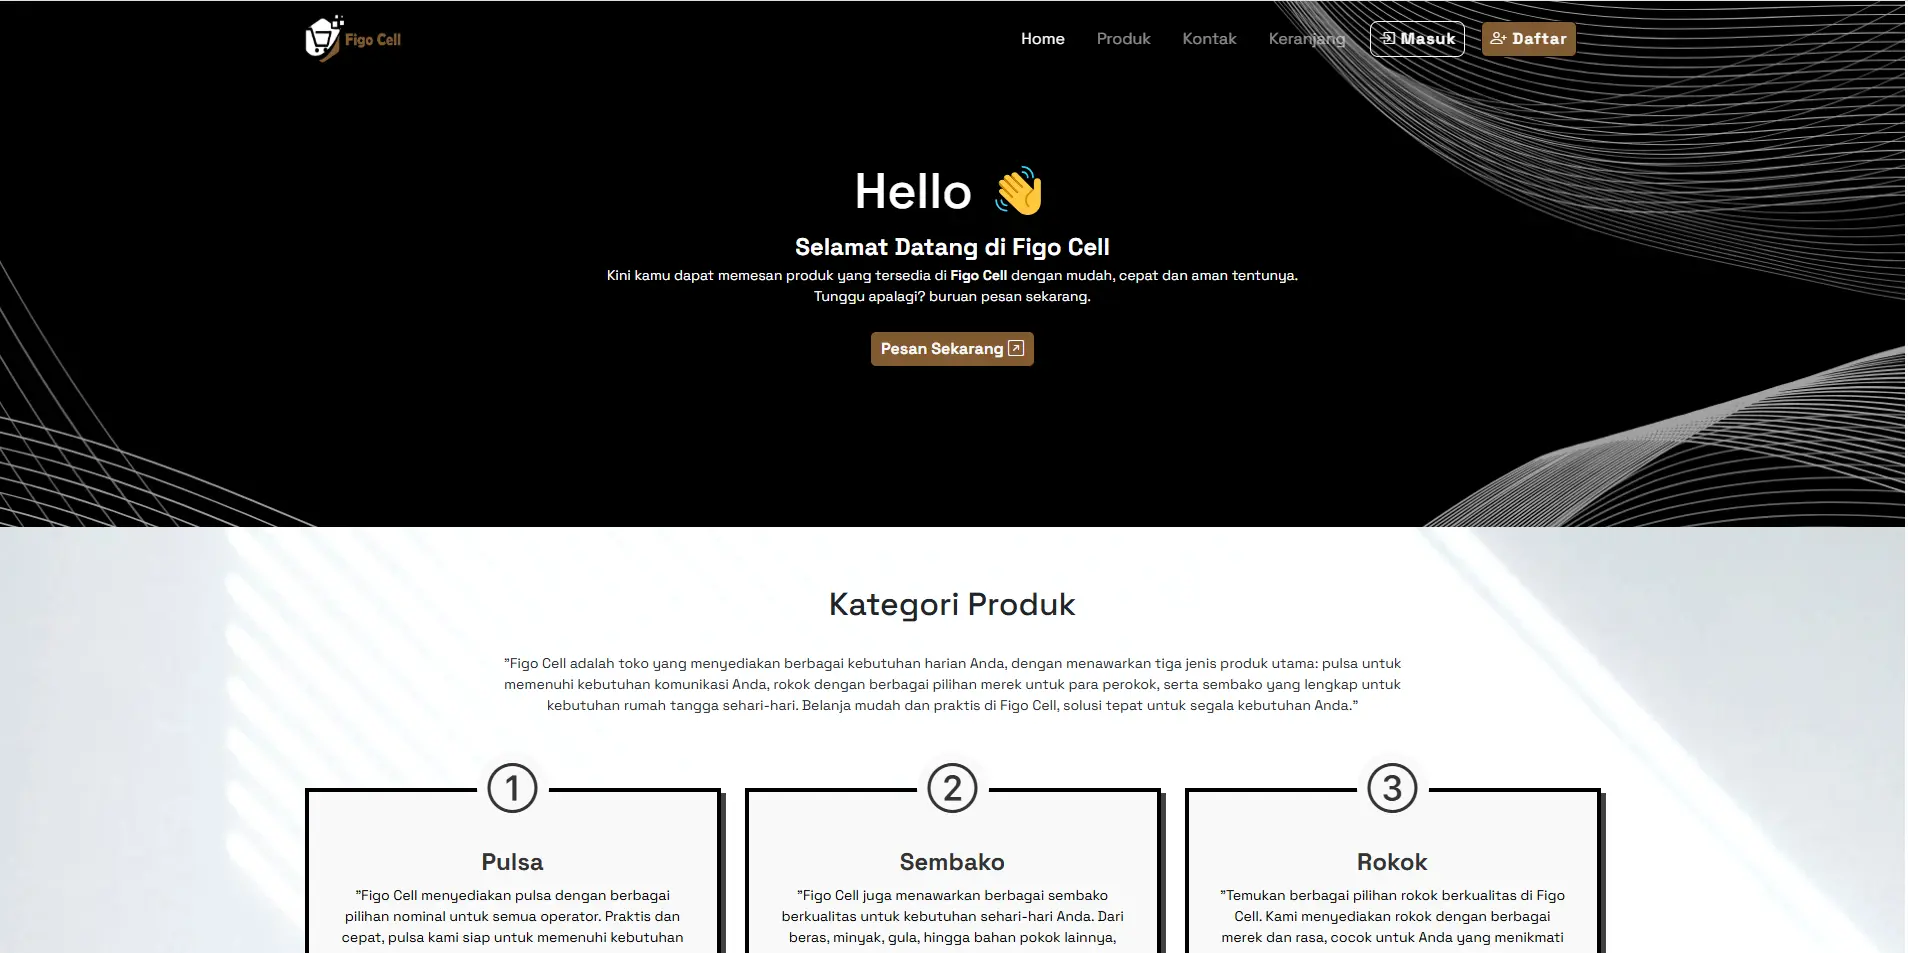 Figo Cell
Home Produk Kontak Keranjang Masuk Daftar
Hello 👋
Selamat Datang di Figo Cell
Kini kamu dapat memesan produk yang tersedia di Figo Cell dengan mudah, cepat dan aman tentunya.
Tunggu apalagi? buruan pesan sekarang.
Pesan Sekarang
Kategori Produk
"Figo Cell adalah toko yang menyediakan berbagai kebutuhan harian Anda, dengan menawarkan tiga jenis produk utama: pulsa untuk
memenuhi kebutuhan komunikasi Anda, rokok dengan berbagai pilihan merek untuk para perokok, serta sembako yang lengkap untuk
kebutuhan rumah tangga sehari-hari. Belanja mudah dan praktis di Figo Cell, solusi tepat untuk segala kebutuhan Anda."
1
Pulsa
"Figo Cell menyediakan pulsa dengan berbagai
pilihan nominal untuk semua operator. Praktis dan
cepat, pulsa kami siap untuk memenuhi kebutuhan
2
Sembako
"Figo Cell juga menawarkan berbagai sembako
berkualitas untuk kebutuhan sehari-hari Anda. Dari
beras, minyak, gula, hingga bahan pokok lainnya,
3
Rokok
"Temukan berbagai pilihan rokok berkualitas di Figo
Cell. Kami menyediakan rokok dengan berbagai
merek dan rasa, cocok untuk Anda yang menikmati